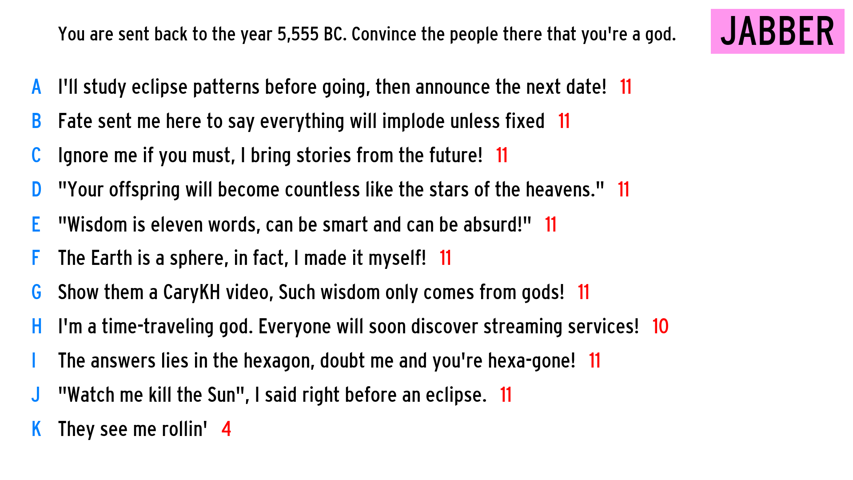 You are sent back to the year 5,555 BC. Convince the people there that you're a god.
JABBER
A I'll study eclipse patterns before going, then announce the next date! 11
B Fate sent me here to say everything will implode unless fixed 11
C Ignore me if you must, I bring stories from the future! 11
D "Your offspring will become countless like the stars of the heavens." 11
E "Wisdom is eleven words, can be smart and can be absurd!" 11
F The Earth is a sphere, in fact, I made it myself! 11
G Show them a CaryKH video, Such wisdom only comes from gods! 11
H I'm a time-traveling god. Everyone will soon discover streaming services! 10
I The answers lies in the hexagon, doubt me and you're hexa-gone! 11
J "Watch me kill the Sun", I said right before an eclipse. 11
K They see me rollin' 4